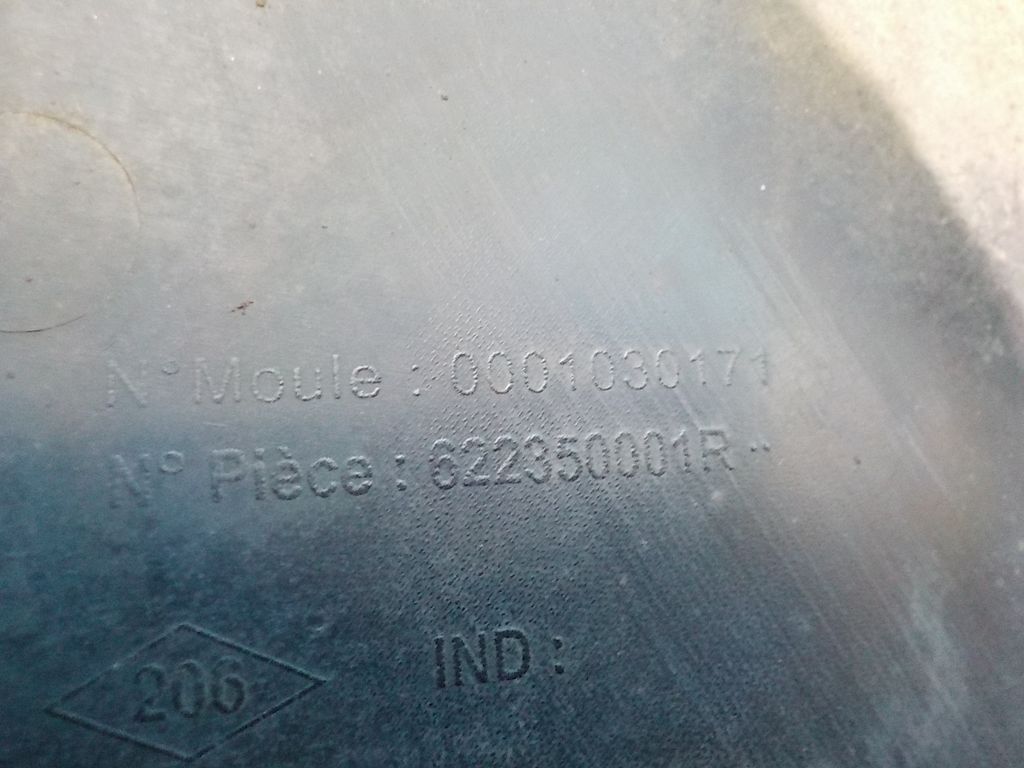 N° Moule : 0001030171
N° Pièce : 622350001R--
206
IND :